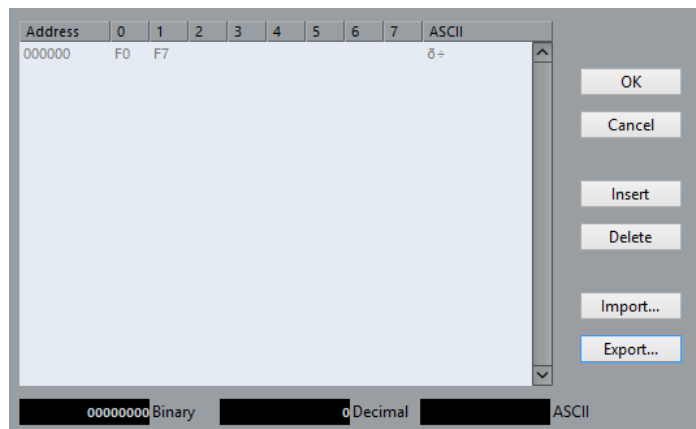 Address 0 1 2 3 4 5 6 7 ASCII
000000 F0 F7 ð÷
OK
Cancel
Insert
Delete
Import...
Export...
00000000 Binary 0 Decimal ASCII